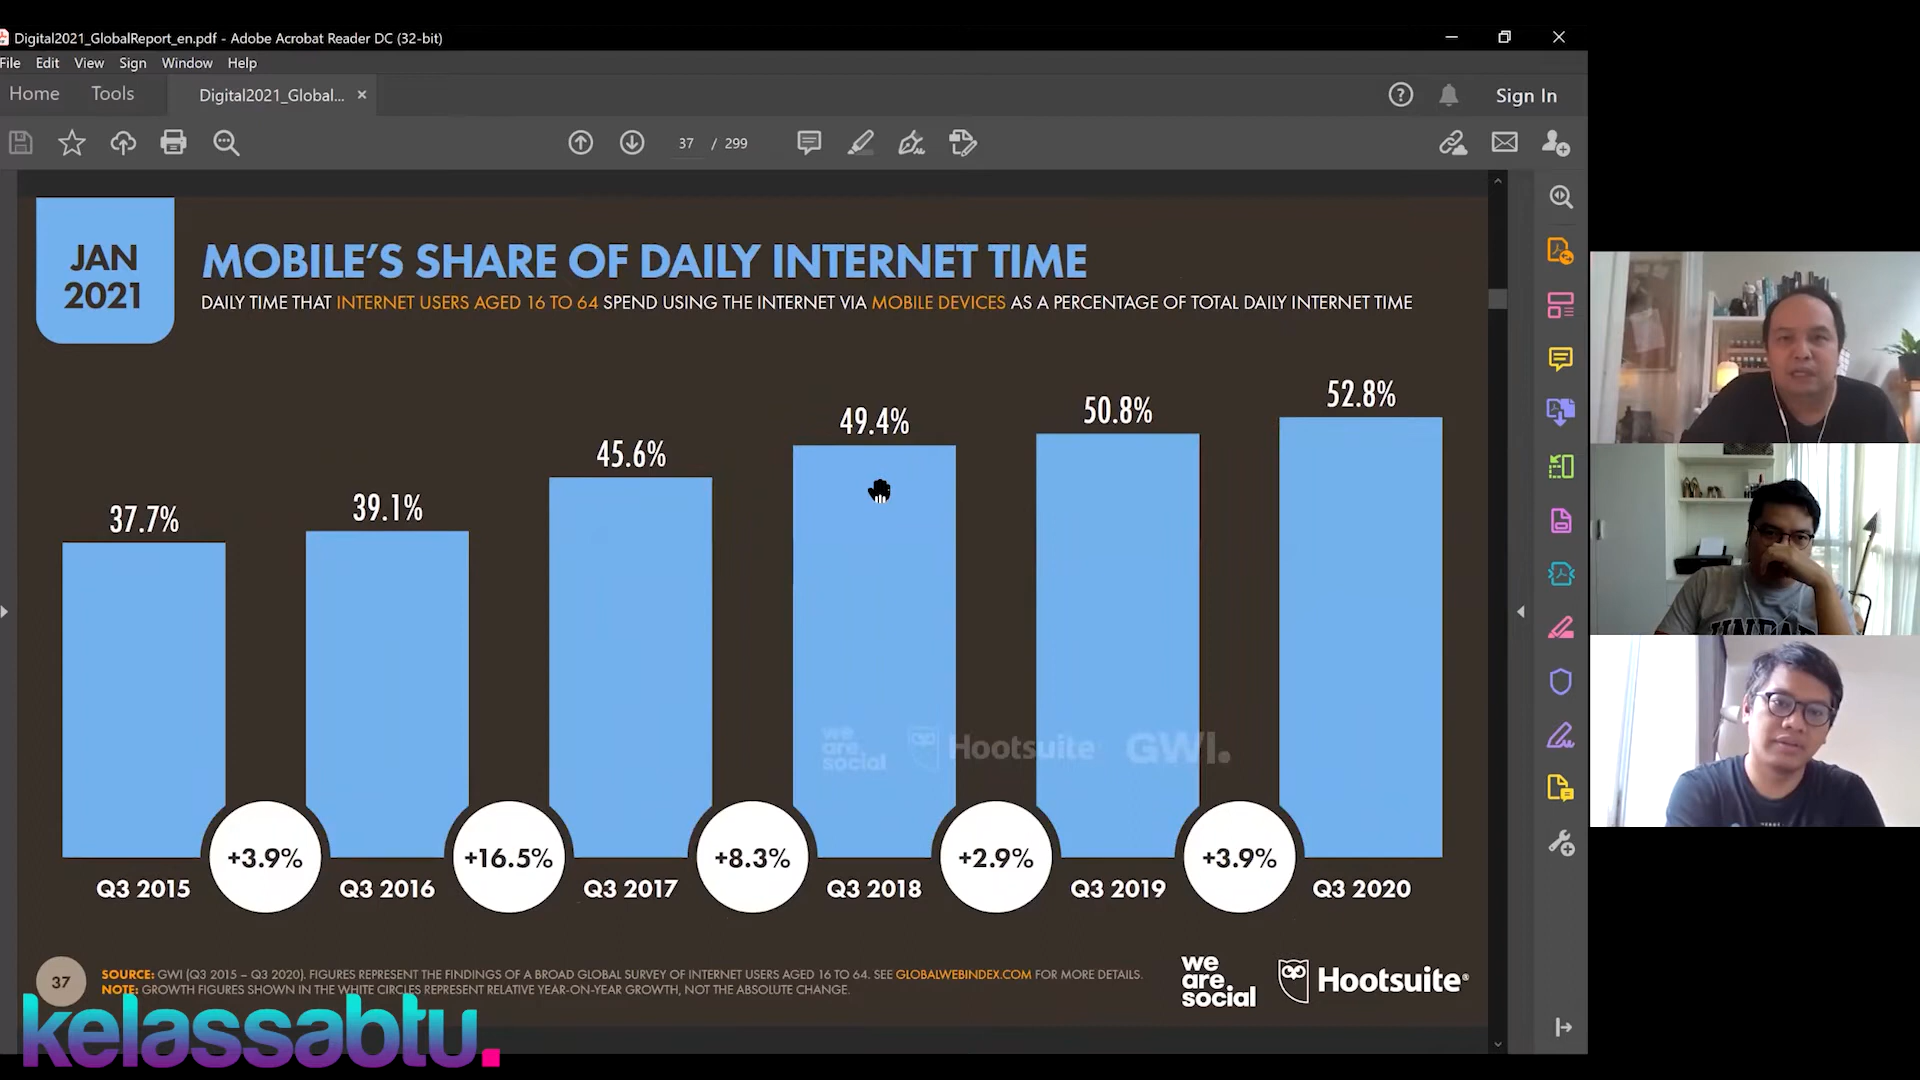 Digital2021_GlobalReport_en.pdf - Adobe Acrobat Reader DC (32-bit)
File Edit View Sign Window Help
Home Tools Digital2021_Global... × Sign In
37 / 299
JAN
2021
MOBILE'S SHARE OF DAILY INTERNET TIME
DAILY TIME THAT INTERNET USERS AGED 16 TO 64 SPEND USING THE INTERNET VIA MOBILE DEVICES AS A PERCENTAGE OF TOTAL DAILY INTERNET TIME
37.7% 39.1% 45.6% 49.4% 50.8% 52.8%
we are social Hootsuite GWI.
+3.9% +16.5% +8.3% +2.9% +3.9%
Q3 2015 Q3 2016 Q3 2017 Q3 2018 Q3 2019 Q3 2020
37
SOURCE: GWI (Q3 2015 – Q3 2020). FIGURES REPRESENT THE FINDINGS OF A BROAD GLOBAL SURVEY OF INTERNET USERS AGED 16 TO 64. SEE GLOBALWEBINDEX.COM FOR MORE DETAILS.
NOTE: GROWTH FIGURES SHOWN IN THE WHITE CIRCLES REPRESENT RELATIVE YEAR-ON-YEAR GROWTH, NOT THE ABSOLUTE CHANGE.
we
are
social
Hootsuite®
kelassabtu.